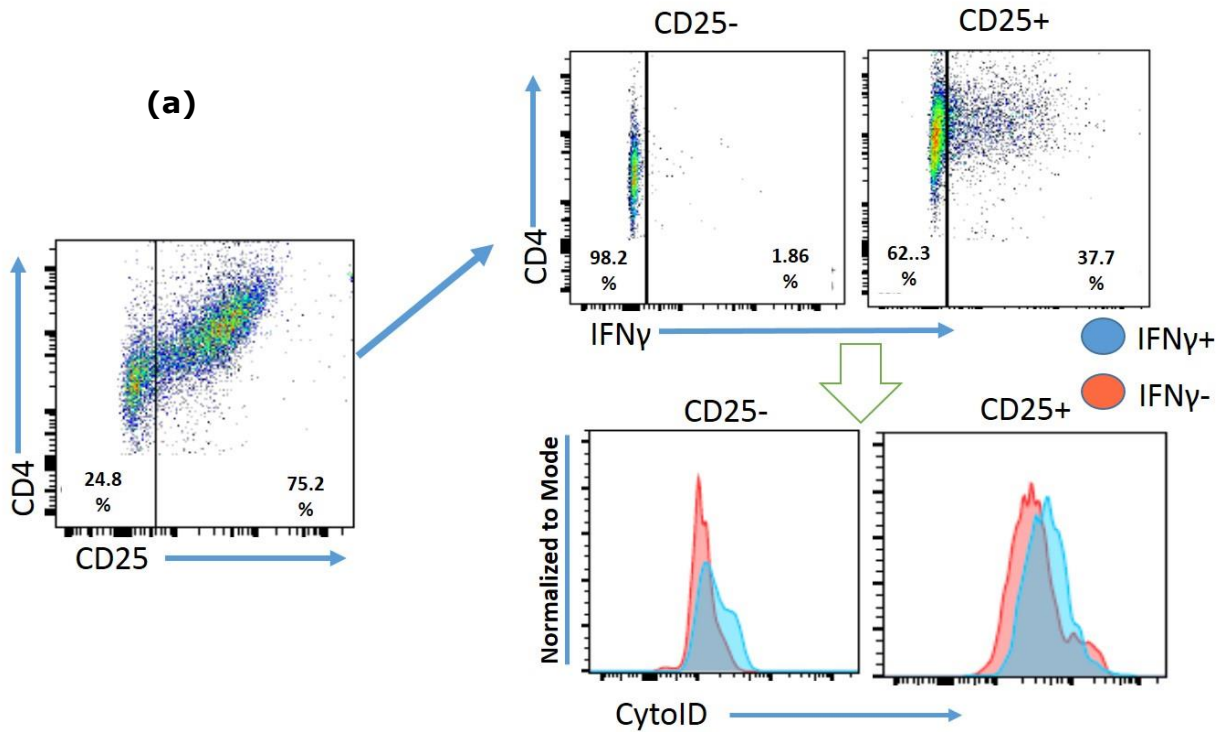 (a)
CD4
24.8
%
75.2
%
CD25
CD25-
CD25+
CD4
98.2
%
1.86
%
62..3
%
37.7
%
IFNγ
IFNγ+
IFNγ-
CD25-
CD25+
Normalized to Mode
CytoID